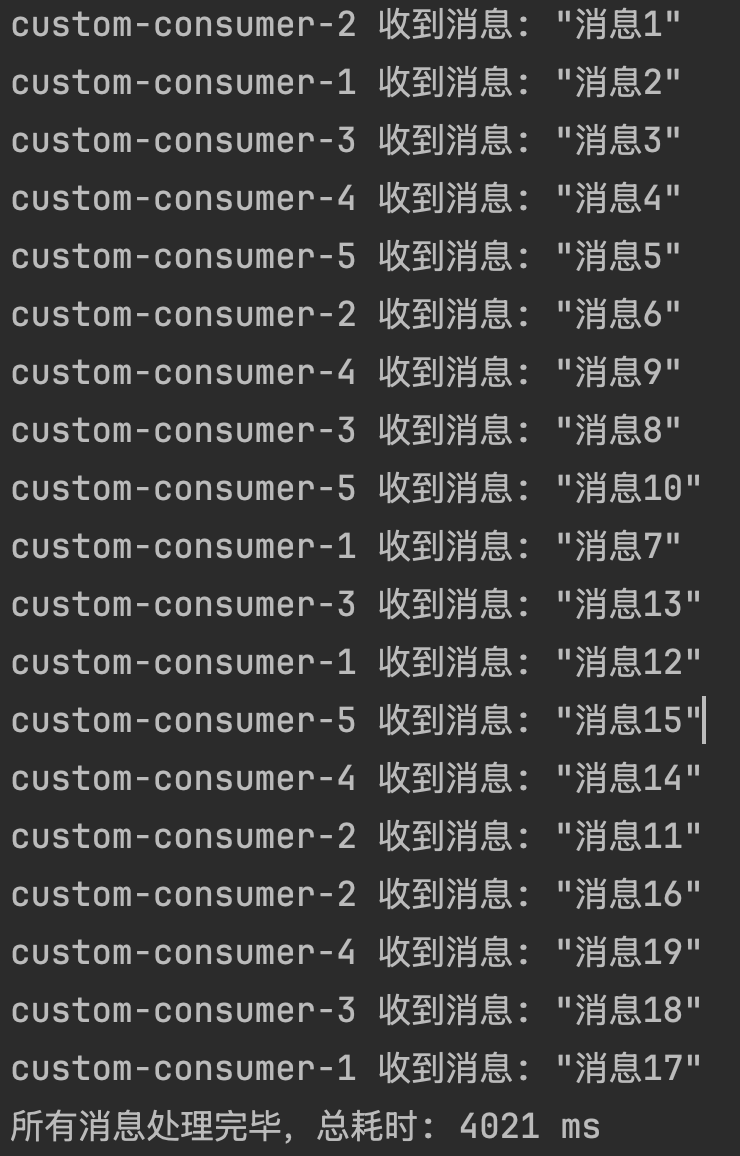 custom-consumer-2 收到消息: "消息1"
custom-consumer-1 收到消息: "消息2"
custom-consumer-3 收到消息: "消息3"
custom-consumer-4 收到消息: "消息4"
custom-consumer-5 收到消息: "消息5"
custom-consumer-2 收到消息: "消息6"
custom-consumer-4 收到消息: "消息9"
custom-consumer-3 收到消息: "消息8"
custom-consumer-5 收到消息: "消息10"
custom-consumer-1 收到消息: "消息7"
custom-consumer-3 收到消息: "消息13"
custom-consumer-1 收到消息: "消息12"
custom-consumer-5 收到消息: "消息15"
custom-consumer-4 收到消息: "消息14"
custom-consumer-2 收到消息: "消息11"
custom-consumer-2 收到消息: "消息16"
custom-consumer-4 收到消息: "消息19"
custom-consumer-3 收到消息: "消息18"
custom-consumer-1 收到消息: "消息17"
所有消息处理完毕, 总耗时: 4021 ms